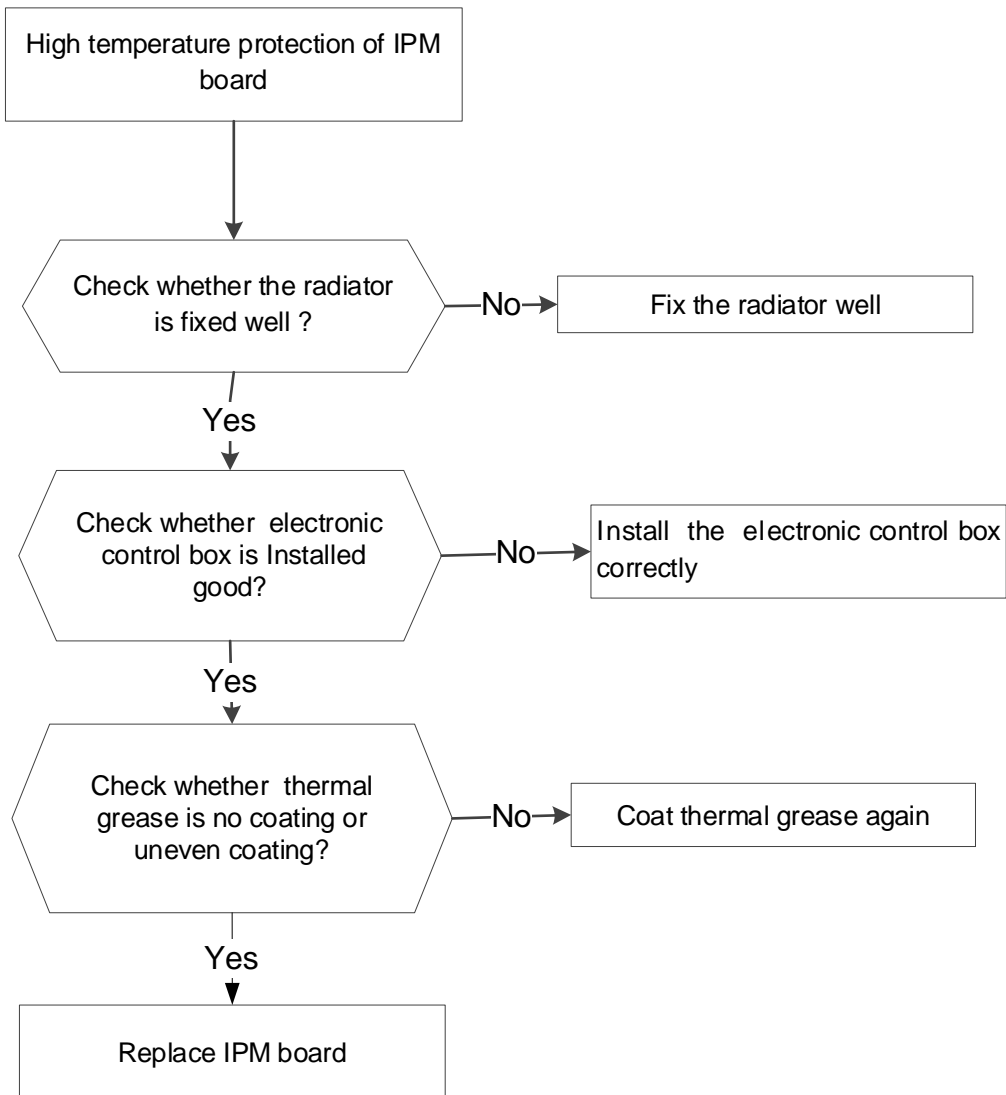 High temperature protection of IPM
board
Check whether the radiator
is fixed well ?
No
Fix the radiator well
Yes
Check whether electronic
control box is Installed
good?
No
Install the electronic control box
correctly
Yes
Check whether thermal
grease is no coating or
uneven coating?
No
Coat thermal grease again
Yes
Replace IPM board